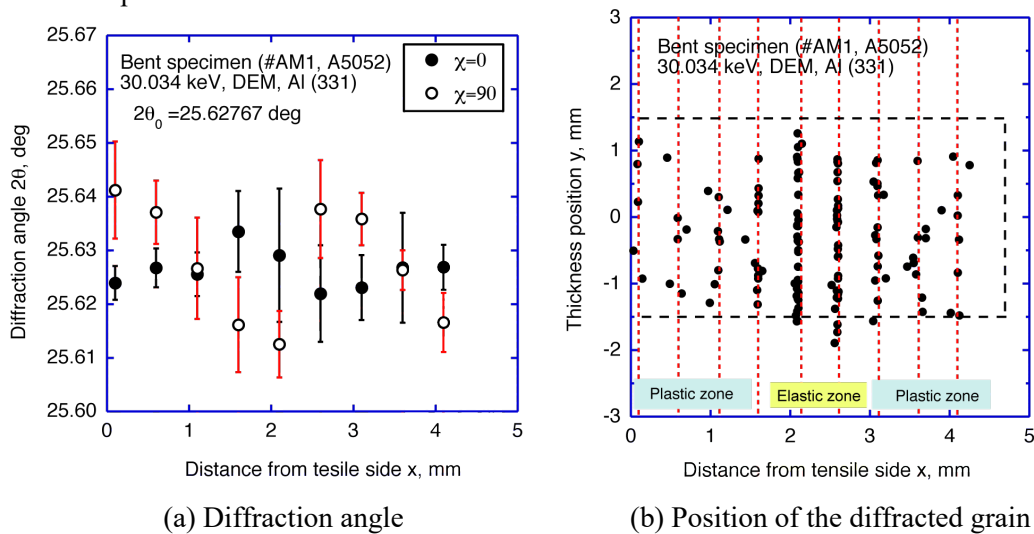 25.67
25.66
25.65
25.64
25.63
25.62
25.61
25.60
0
1
2
3
4
5
Diffraction angle 2θ, deg
Distance from tesile side x, mm
Bent specimen (#AM1, A5052)
30.034 keV, DEM, Al (331)
2θ₀ =25.62767 deg
χ=0
χ=90
(a) Diffraction angle
3
2
1
0
-1
-2
-3
0
1
2
3
4
5
Thickness position y, mm
Distance from tensile side x, mm
Bent specimen (#AM1, A5052)
30.034 keV, DEM, Al (331)
Plastic zone
Elastic zone
Plastic zone
(b) Position of the diffracted grain